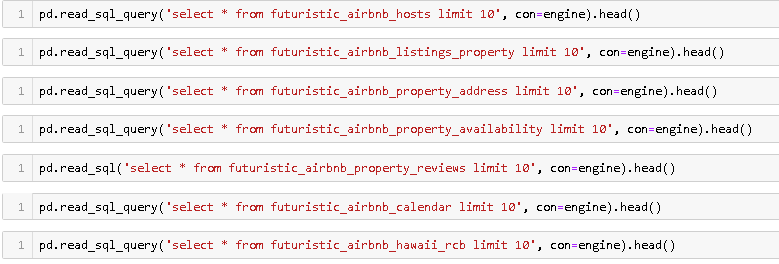 1 pd.read_sql_query('select * from futuristic_airbnb_hosts limit 10', con=engine).head()
1 pd.read_sql_query('select * from futuristic_airbnb_listings_property limit 10', con=engine).head()
1 pd.read_sql_query('select * from futuristic_airbnb_property_address limit 10', con=engine).head()
1 pd.read_sql_query('select * from futuristic_airbnb_property_availability limit 10', con=engine).head()
1 pd.read_sql('select * from futuristic_airbnb_property_reviews limit 10', con=engine).head()
1 pd.read_sql_query('select * from futuristic_airbnb_calendar limit 10', con=engine).head()
1 pd.read_sql_query('select * from futuristic_airbnb_hawaii_rcb limit 10', con=engine).head()